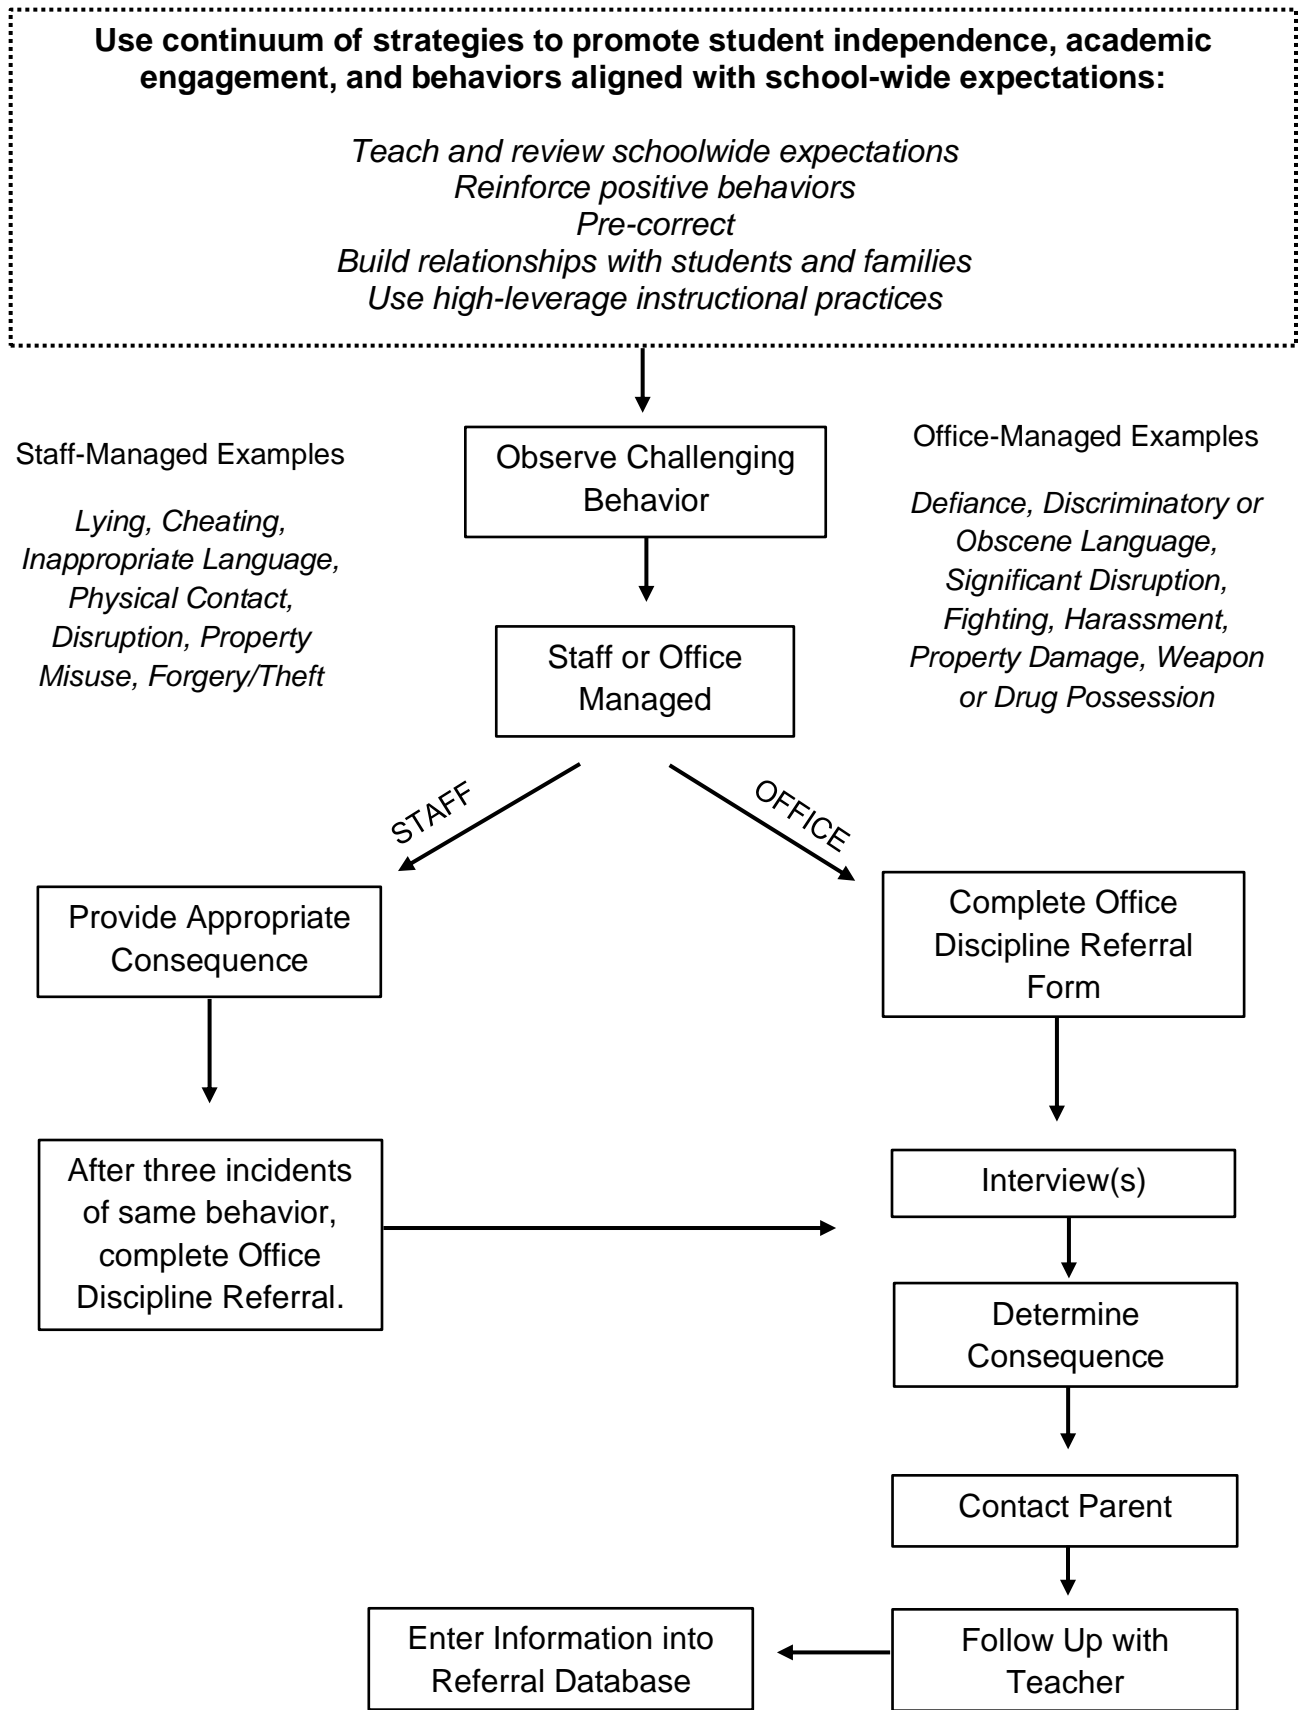 Use continuum of strategies to promote student independence, academic
engagement, and behaviors aligned with school-wide expectations:
Teach and review schoolwide expectations
Reinforce positive behaviors
Pre-correct
Build relationships with students and families
Use high-leverage instructional practices
Staff-Managed Examples
Lying, Cheating,
Inappropriate Language,
Physical Contact,
Disruption, Property
Misuse, Forgery/Theft
Observe Challenging
Behavior
Office-Managed Examples
Defiance, Discriminatory or
Obscene Language,
Significant Disruption,
Fighting, Harassment,
Property Damage, Weapon
or Drug Possession
Staff or Office
Managed
STAFF
OFFICE
Provide Appropriate
Consequence
Complete Office
Discipline Referral
Form
After three incidents
of same behavior,
complete Office
Discipline Referral.
Interview(s)
Determine
Consequence
Contact Parent
Follow Up with
Teacher
Enter Information into
Referral Database